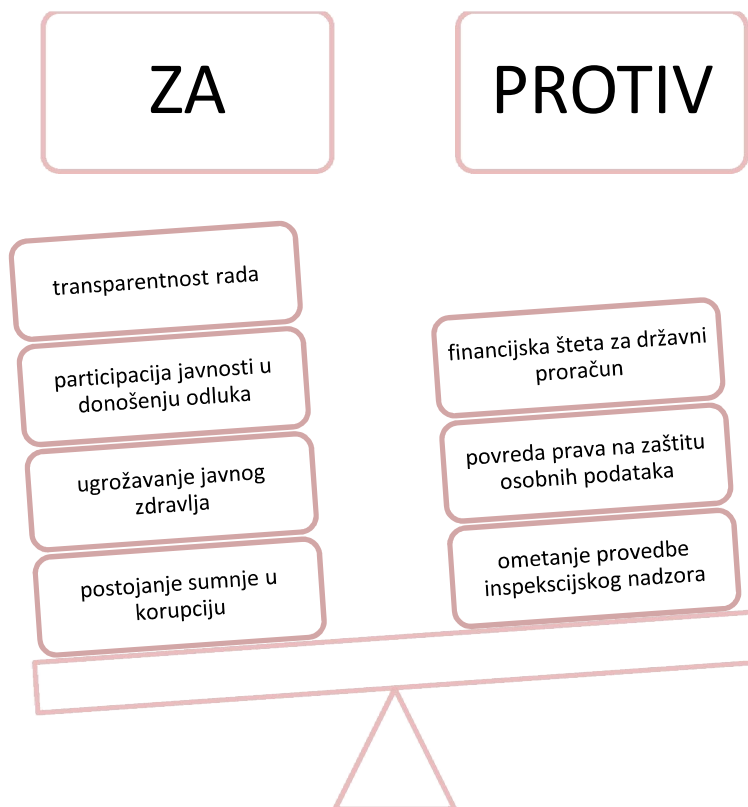 ZA
PROTIV
transparentnost rada
participacija javnosti u
donošenju odluka
ugrožavanje javnog
zdravlja
postojanje sumnje u
korupciju
financijska šteta za državni
proračun
povreda prava na zaštitu
osobnih podataka
ometanje provedbe
inspekscijskog nadzora